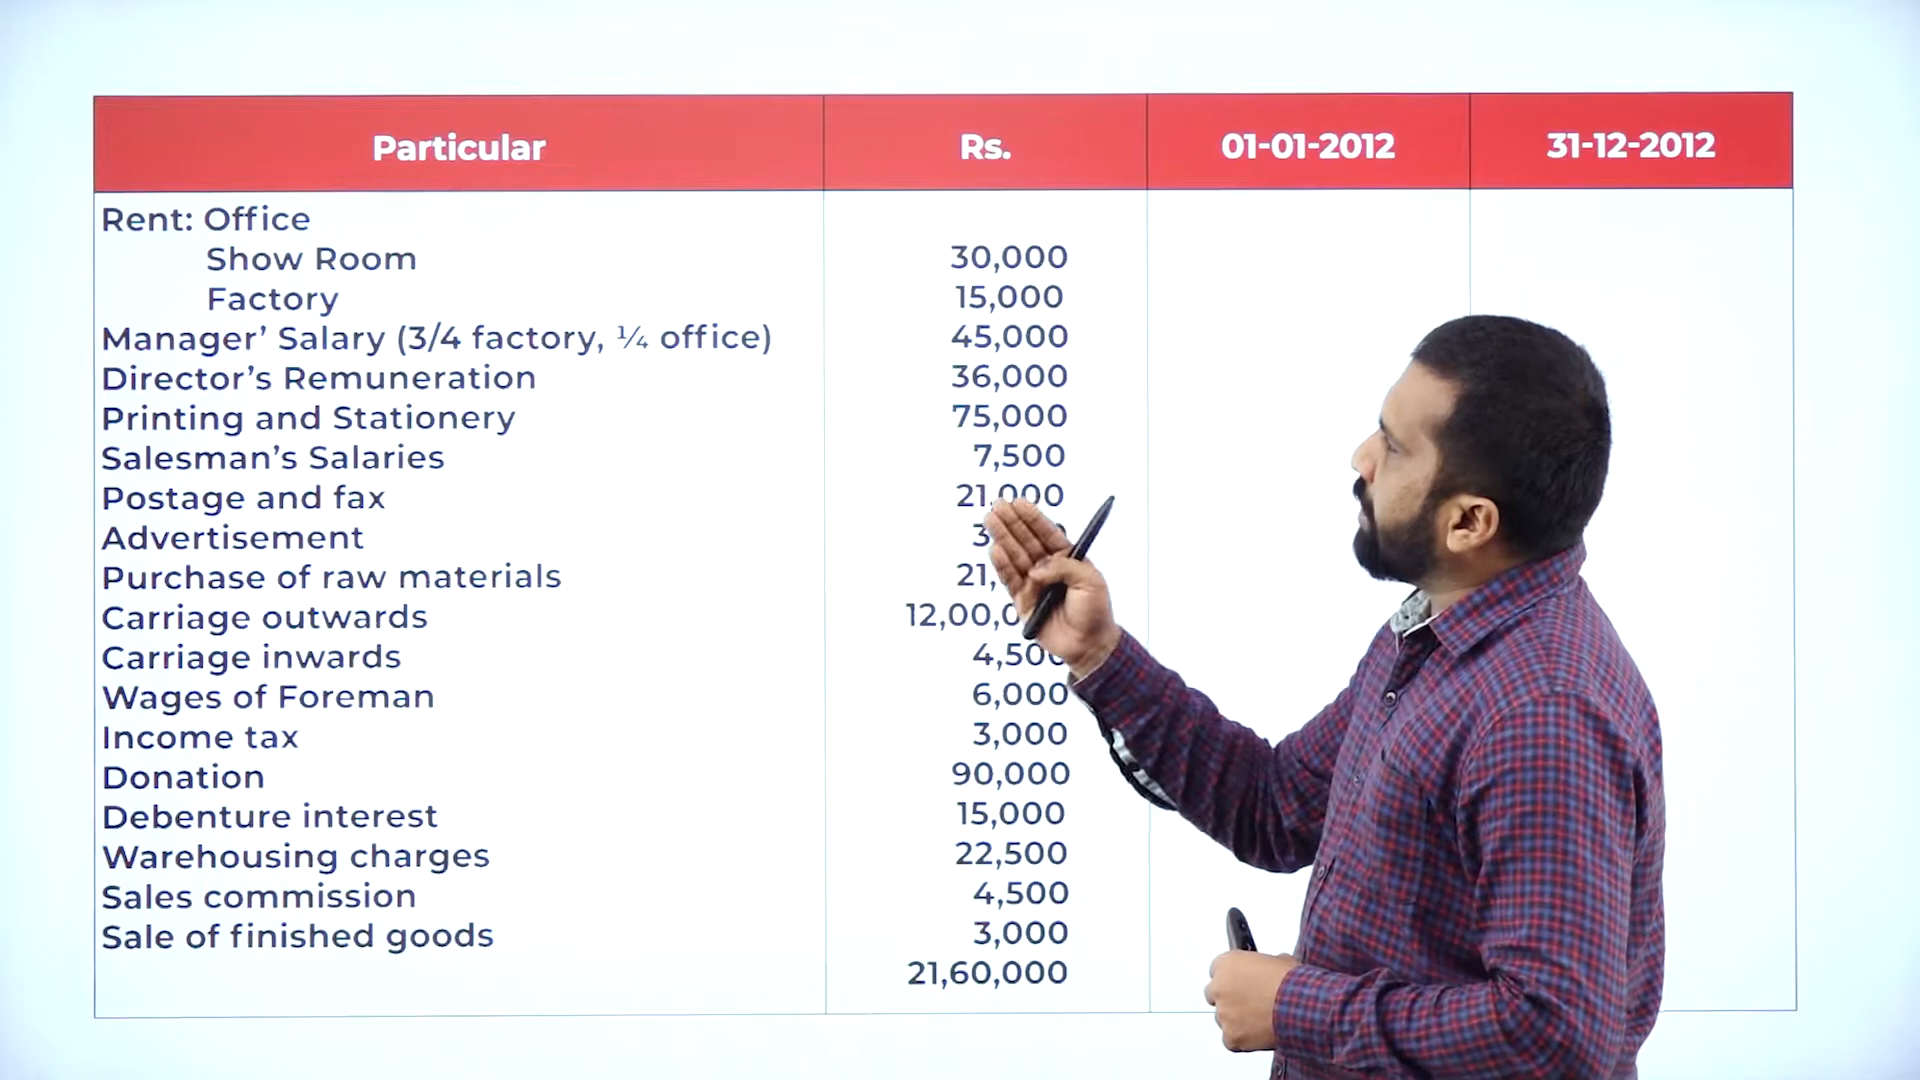 Particular Rs. 01-01-2012 31-12-2012
Rent: Office
Show Room 30,000
Factory 15,000
Manager’ Salary (3/4 factory, ¼ office) 45,000
Director’s Remuneration 36,000
Printing and Stationery 75,000
Salesman’s Salaries 7,500
Postage and fax 21,000
Advertisement
Purchase of raw materials
Carriage outwards
Carriage inwards 4,500
Wages of Foreman 6,000
Income tax 3,000
Donation 90,000
Debenture interest 15,000
Warehousing charges 22,500
Sales commission 4,500
Sale of finished goods 3,000
21,60,000